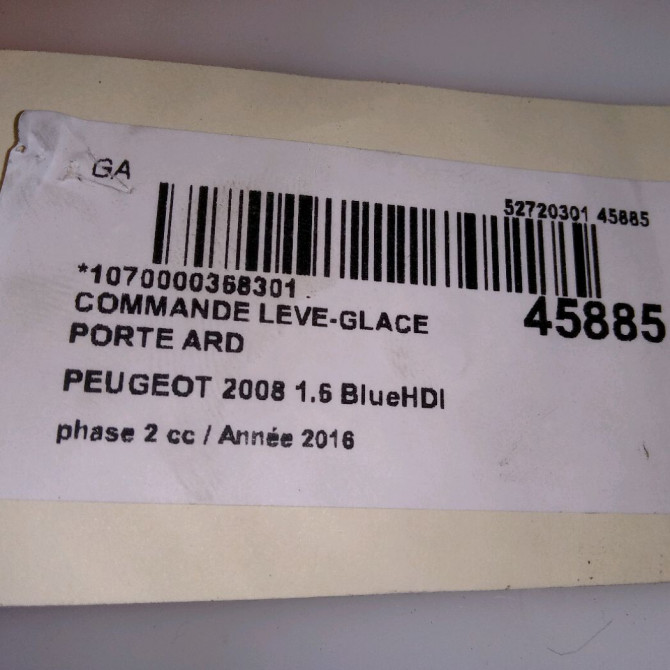 GA
52720301 45885
*1070000368301
COMMANDE LEVE-GLACE
45885
PORTE ARD
PEUGEOT 2008 1.6 BlueHDI
phase 2 cc / Année 2016